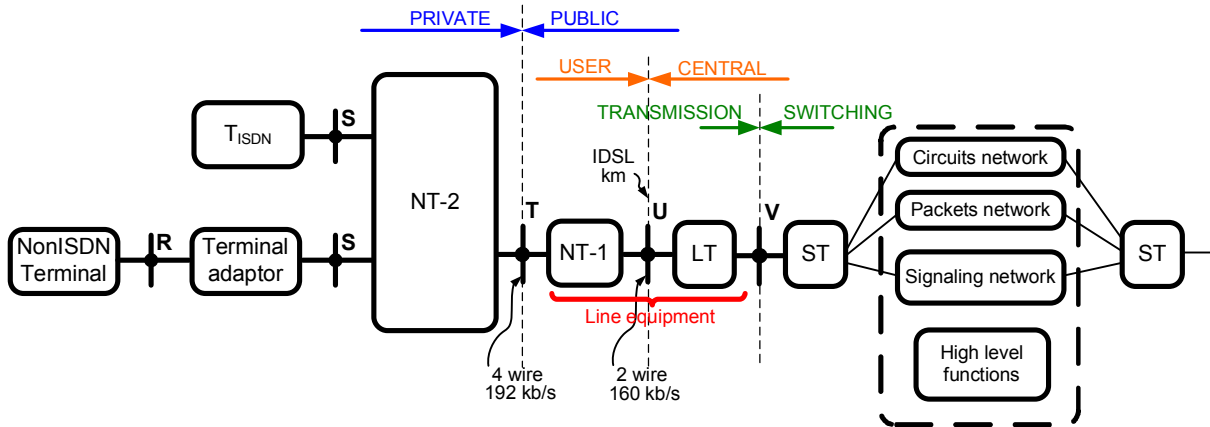 PRIVATE PUBLIC
USER CENTRAL
TRANSMISSION SWITCHING
T_ISDN
S
NT-2
IDSL
km
Circuits network
Packets network
NonISDN
Terminal
R
Terminal
adaptor
S
T
NT-1
U
LT
V
ST
Signaling network
ST
Line equipment
High level
functions
4 wire
192 kb/s
2 wire
160 kb/s